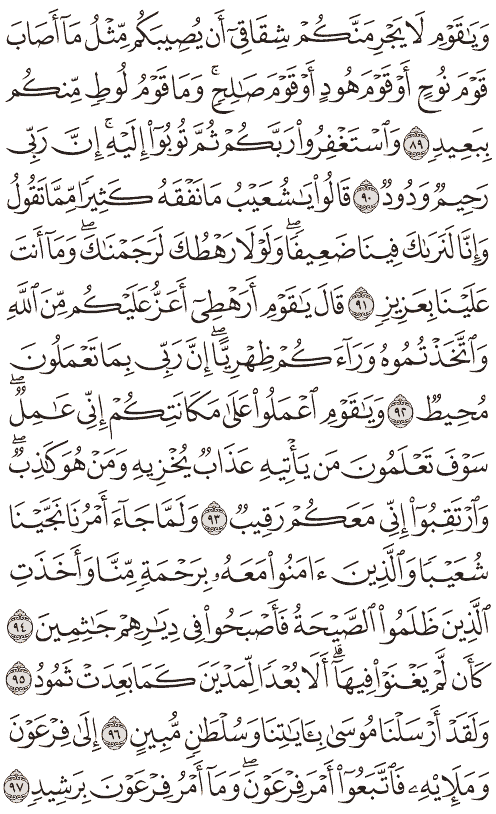 وَيَٰقَوْمِ لَا يَجْرِمَنَّكُمْ شِقَاقِىٓ أَن يُصِيبَكُم مِّثْلُ مَآ أَصَابَ
قَوْمَ نُوحٍ أَوْ قَوْمَ هُودٍ أَوْ قَوْمَ صَٰلِحٍ ۚ وَمَا قَوْمُ لُوطٍ مِّنكُم
بِبَعِيدٍ ٨٩ وَٱسْتَغْفِرُوا۟ رَبَّكُمْ ثُمَّ تُوبُوٓا۟ إِلَيْهِ ۚ إِنَّ رَبِّى
رَحِيمٌ وَدُودٌ ٩٠ قَالُوا۟ يَٰشُعَيْبُ مَا نَفْقَهُ كَثِيرًا مِّمَّا تَقُولُ
وَإِنَّا لَنَرَىٰكَ فِينَا ضَعِيفًا ۖ وَلَوْلَا رَهْطُكَ لَرَجَمْنَٰكَ ۖ وَمَآ أَنتَ
عَلَيْنَا بِعَزِيزٍ ٩١ قَالَ يَٰقَوْمِ أَرَهْطِىٓ أَعَزُّ عَلَيْكُم مِّنَ ٱللَّهِ
وَٱتَّخَذْتُمُوهُ وَرَآءَكُمْ ظِهْرِيًّا ۖ إِنَّ رَبِّى بِمَا تَعْمَلُونَ
مُحِيطٌ ٩٢ وَيَٰقَوْمِ ٱعْمَلُوا۟ عَلَىٰ مَكَانَتِكُمْ إِنِّى عَٰمِلٌ ۖ
سَوْفَ تَعْلَمُونَ مَن يَأْتِيهِ عَذَابٌ يُخْزِيهِ وَمَنْ هُوَ كَٰذِبٌ ۖ
وَٱرْتَقِبُوٓا۟ إِنِّى مَعَكُمْ رَقِيبٌ ٩٣ وَلَمَّا جَآءَ أَمْرُنَا نَجَّيْنَا
شُعَيْبًا وَٱلَّذِينَ ءَامَنُوا۟ مَعَهُۥ بِرَحْمَةٍ مِّنَّا وَأَخَذَتِ
ٱلَّذِينَ ظَلَمُوا۟ ٱلصَّيْحَةُ فَأَصْبَحُوا۟ فِى دِيَٰرِهِمْ جَٰثِمِينَ ٩٤
كَأَن لَّمْ يَغْنَوْا۟ فِيهَآ ۗ أَلَا بُعْدًا لِّمَدْيَنَ كَمَا بَعِدَتْ ثَمُودُ ٩٥
وَلَقَدْ أَرْسَلْنَا مُوسَىٰ بِـَٔايَٰتِنَا وَسُلْطَٰنٍ مُّبِينٍ ٩٦ إِلَىٰ فِرْعَوْنَ
وَمَلَإِي۟هِۦ فَٱتَّبَعُوٓا۟ أَمْرَ فِرْعَوْنَ ۖ وَمَآ أَمْرُ فِرْعَوْنَ بِرَشِيدٍ ٩٧